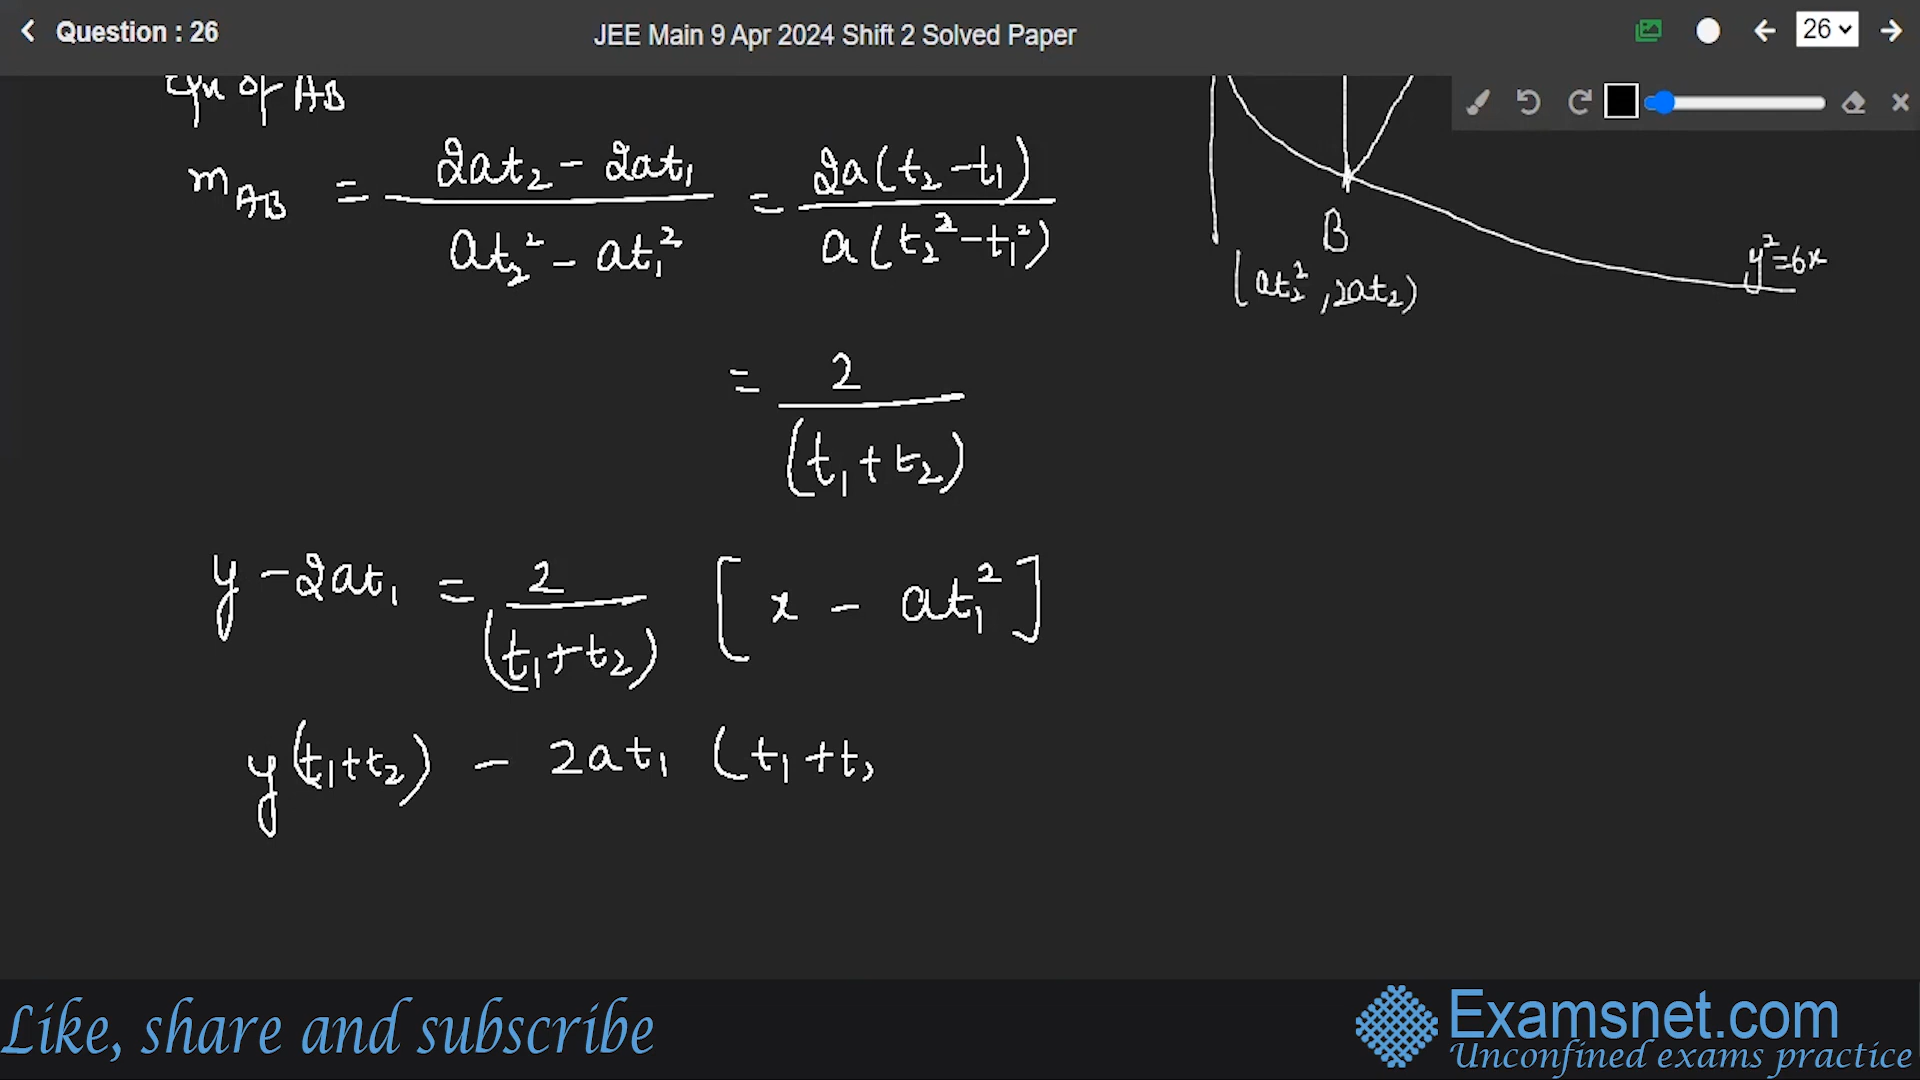 Question : 26
JEE Main 9 Apr 2024 Shift 2 Solved Paper
26
Eqn of AB
m_AB = (2at₂ - 2at₁)/(at₂² - at₁²) = 2a(t₂-t₁)/a(t₂²-t₁²)
B
(at₂², 2at₂)
y²=6x
= 2/(t₁+t₂)
y - 2at₁ = 2/(t₁+t₂) [x - at₁²]
y(t₁+t₂) - 2at₁ (t₁+t
Like, share and subscribe
Examsnet.com
Unconfined exams practice